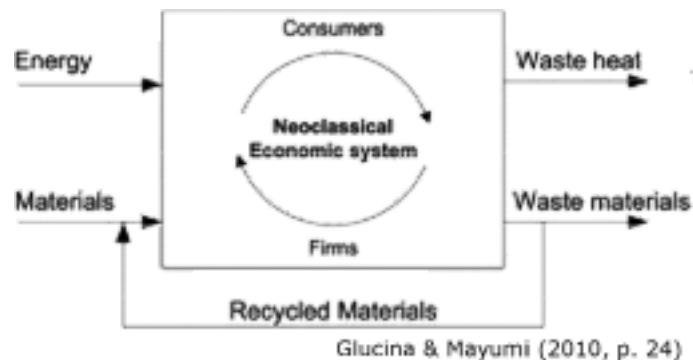 Consumers
Energy
Waste heat
Neoclassical
Economic system
Materials
Waste materials
Firms
Recycled Materials
Glucina & Mayumi (2010, p. 24)